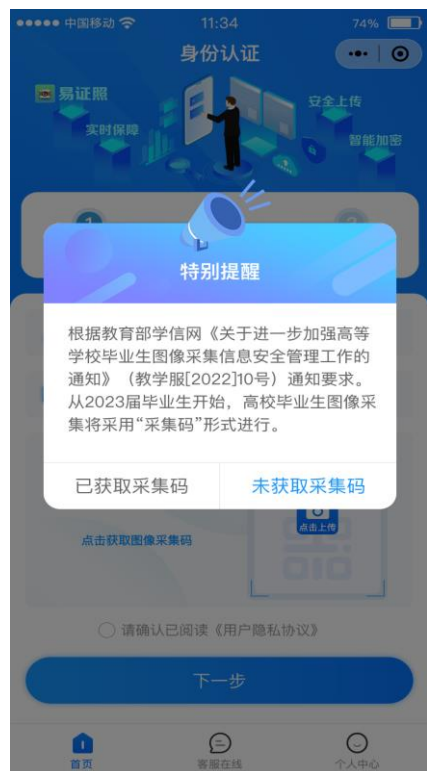 中国移动 11:34 74%
身份认证
易证照
安全上传
实时保障
智能加密
特别提醒
根据教育部学信网《关于进一步加强高等
学校毕业生图像采集信息安全管理工作的
通知》（教学服[2022]10号）通知要求。
从2023届毕业生开始，高校毕业生图像采
集将采用“采集码”形式进行。
已获取采集码 未获取采集码
点击上传
点击获取图像采集码
请确认已阅读《用户隐私协议》
下一步
首页 客服在线 个人中心